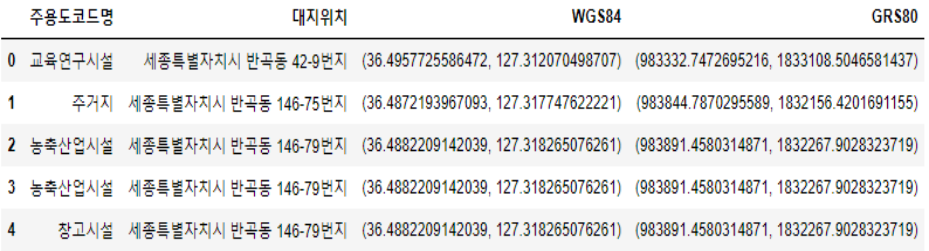 주용도코드명 대지위치 WGS84 GRS80
0 교육연구시설 세종특별자치시 반곡동 42-9번지 (36.4957725586472, 127.312070498707) (983332.7472695216, 1833108.5046581437)
1 주거지 세종특별자치시 반곡동 146-75번지 (36.4872193967093, 127.317747622221) (983844.7870295589, 1832156.4201691155)
2 농축산업시설 세종특별자치시 반곡동 146-79번지 (36.4882209142039, 127.318265076261) (983891.4580314871, 1832267.9028323719)
3 농축산업시설 세종특별자치시 반곡동 146-79번지 (36.4882209142039, 127.318265076261) (983891.4580314871, 1832267.9028323719)
4 창고시설 세종특별자치시 반곡동 146-79번지 (36.4882209142039, 127.318265076261) (983891.4580314871, 1832267.9028323719)